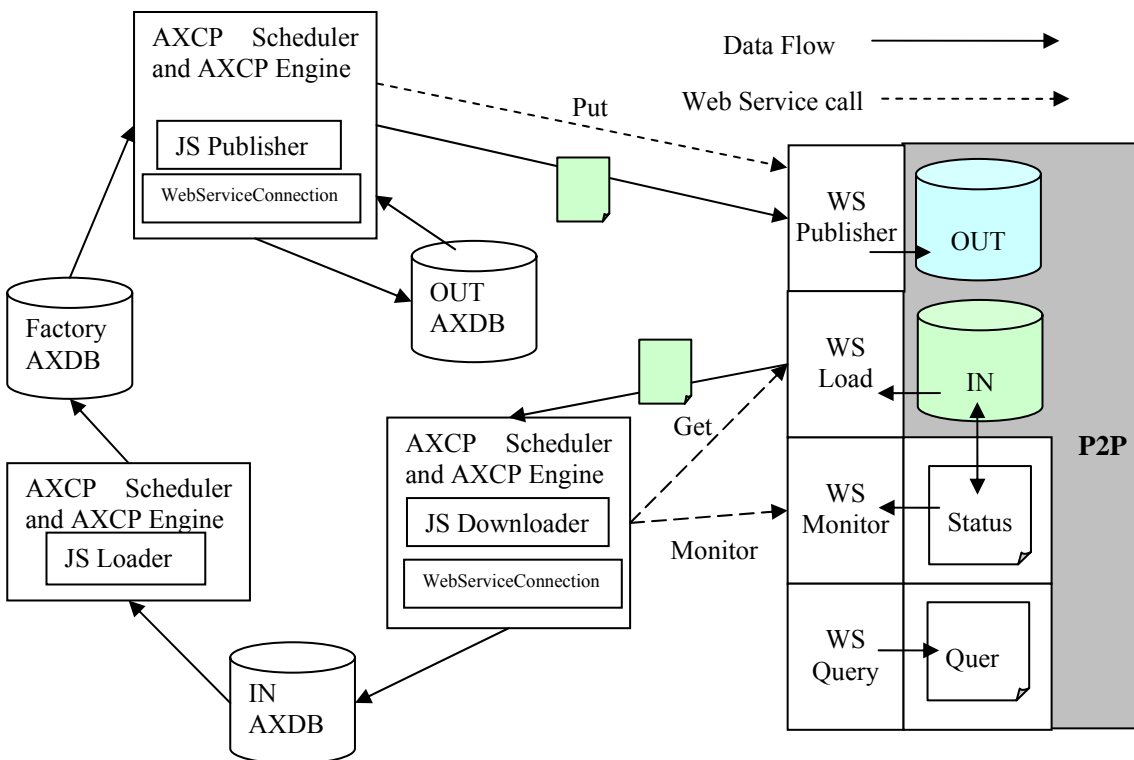 AXCP Scheduler
and AXCP Engine
JS Publisher
WebServiceConnection
Data Flow
Web Service call
Put
WS
Publisher
OUT
OUT
AXDB
Factory
AXDB
WS
Load
IN
Get
P2P
AXCP Scheduler
and AXCP Engine
JS Downloader
WebServiceConnection
Monitor
WS
Monitor
Status
AXCP Scheduler
and AXCP Engine
JS Loader
WS
Query
Quer
IN
AXDB